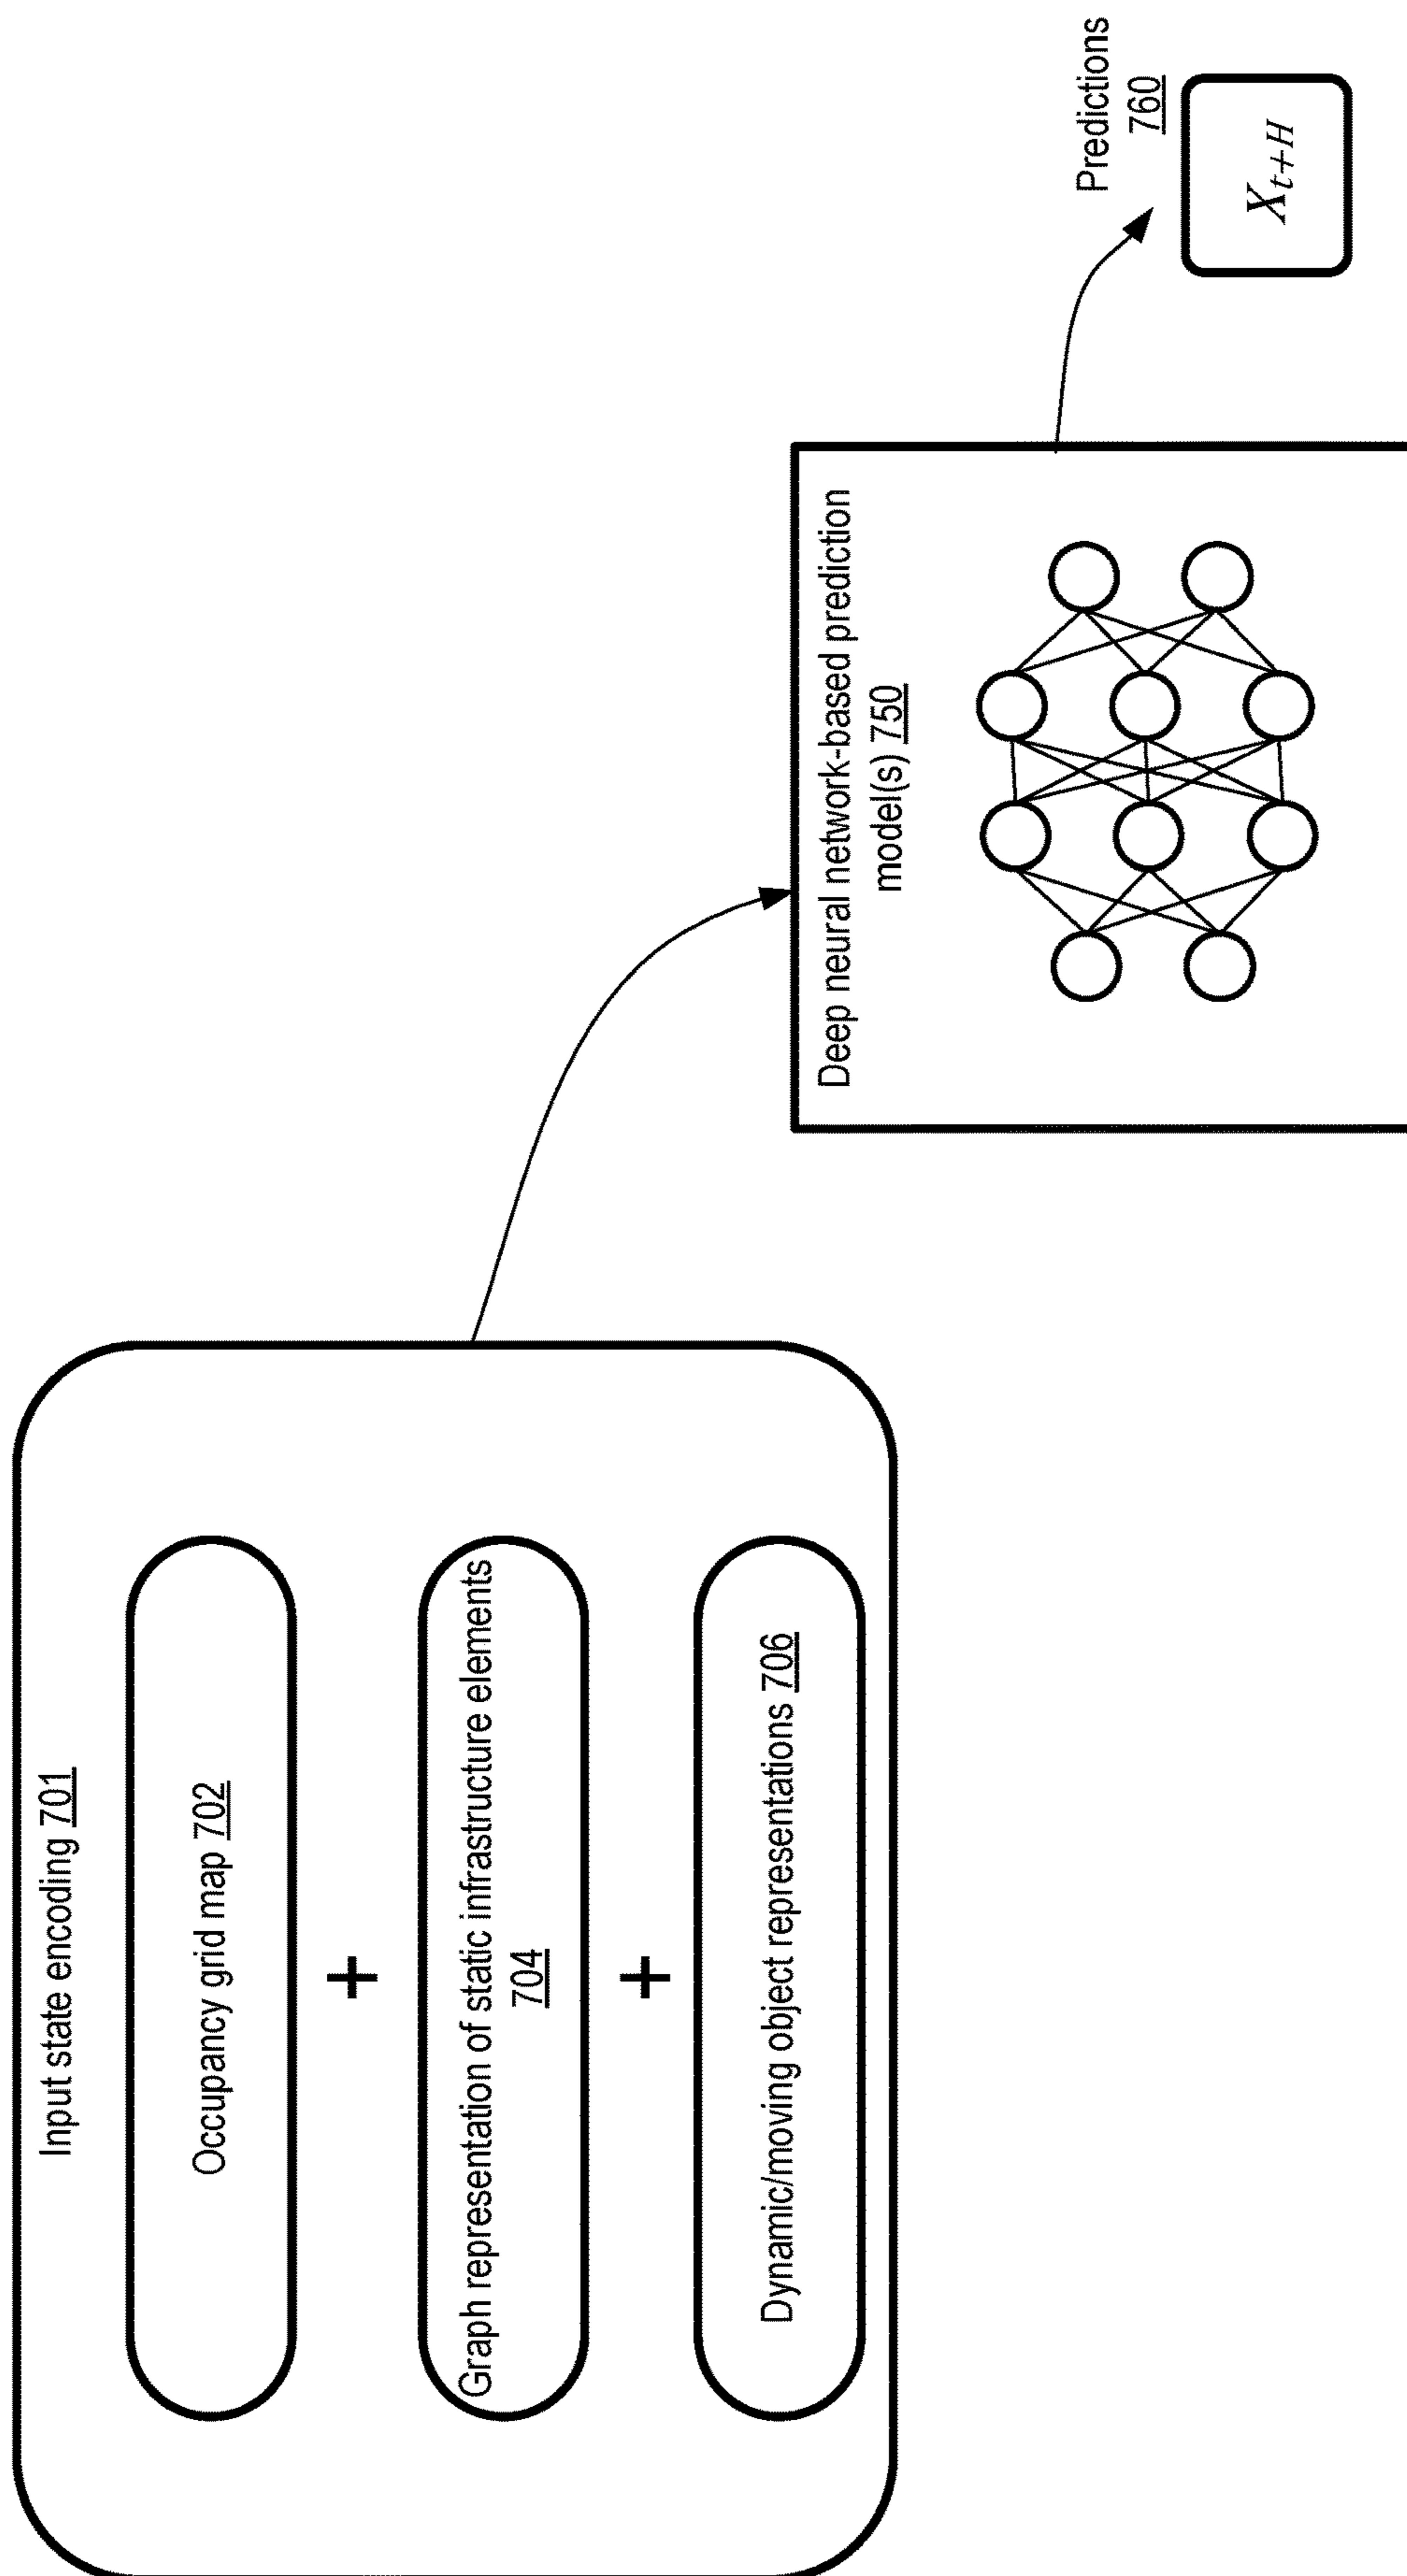 Input state encoding 701
Occupancy grid map 702
+
Graph representation of static infrastructure elements
704
+
Dynamic/moving object representations 706
Deep neural network-based prediction
model(s) 750
Predictions
760
X_{t+H}